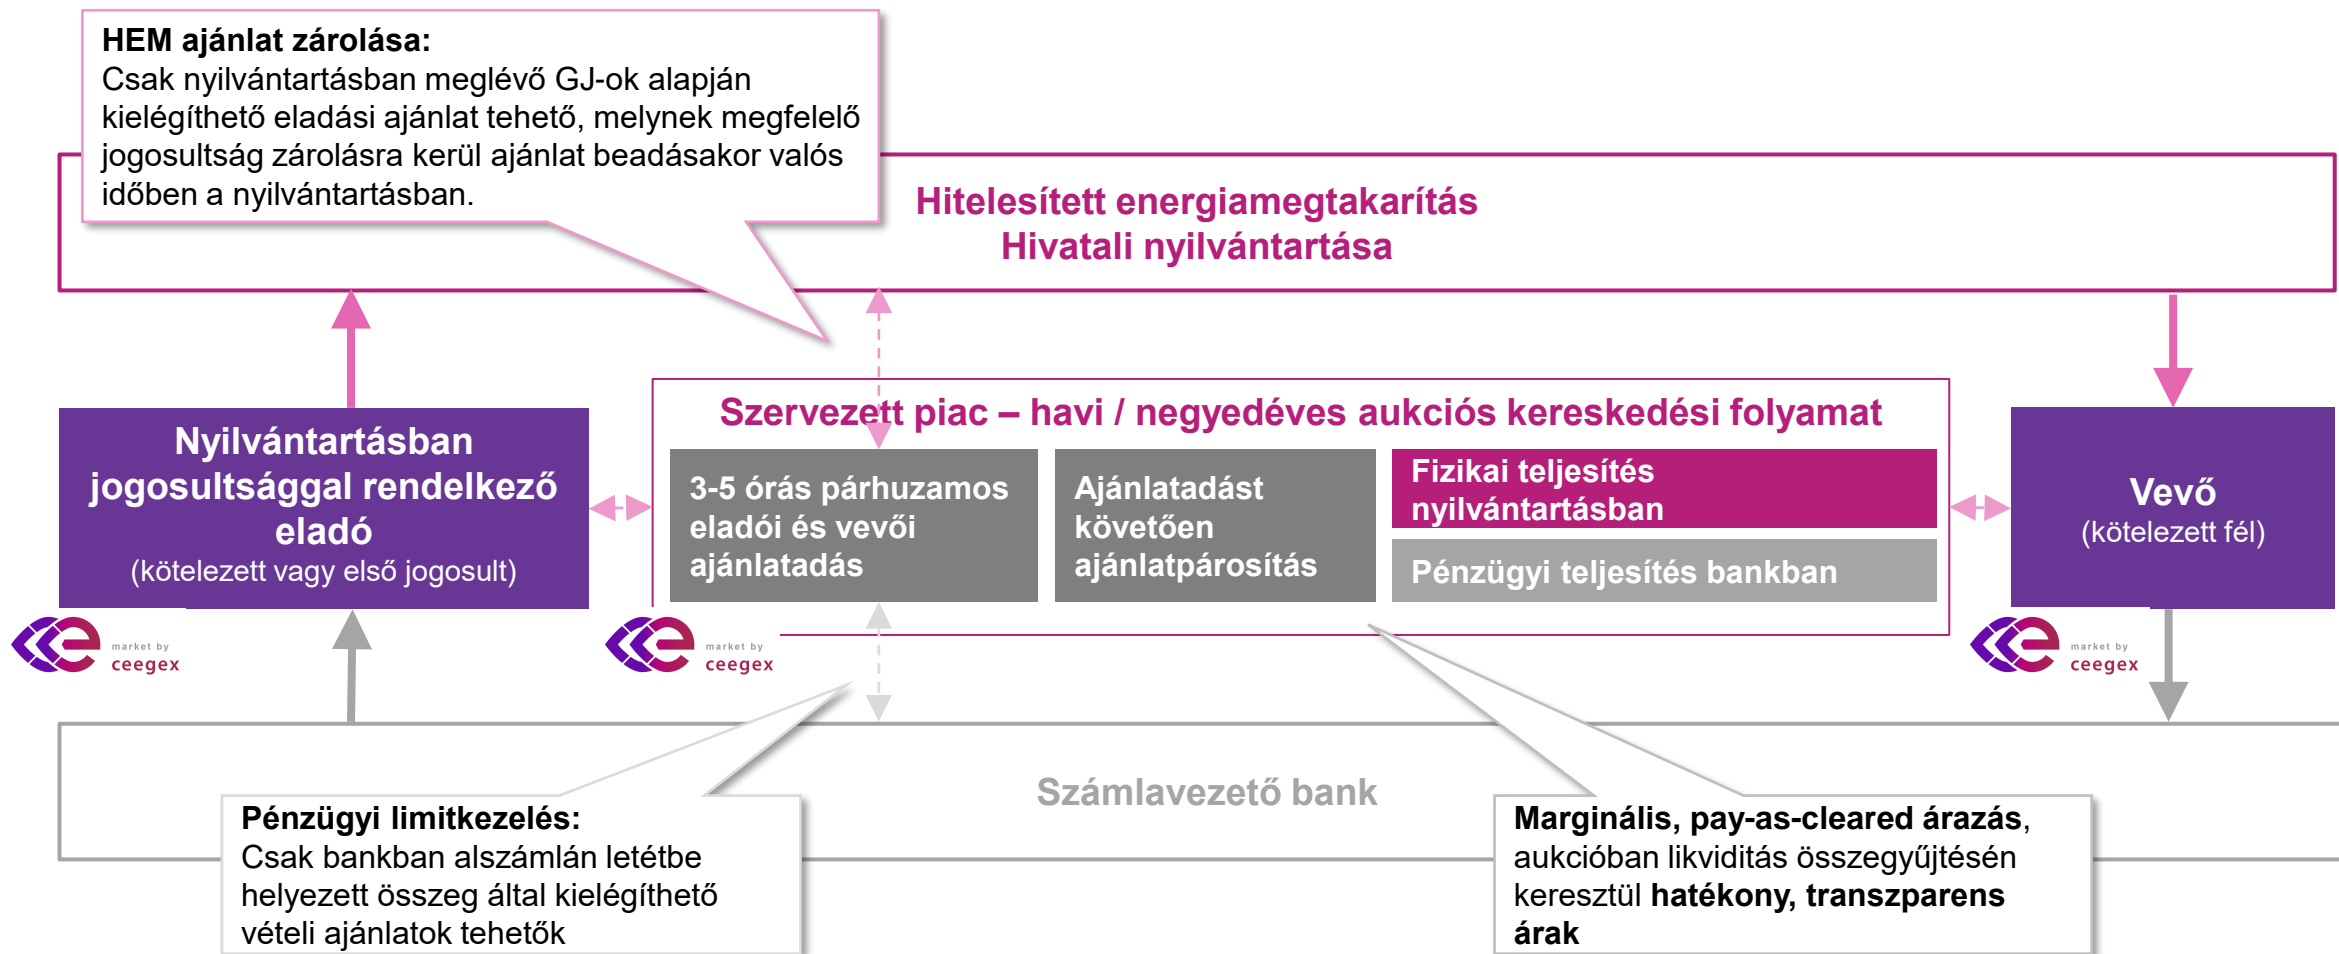 HEM ajánlat zárolása:
Csak nyilvántartásban meglévő GJ-ok alapján
kielégíthető eladási ajánlat tehető, melynek megfelelő
jogosultság zárolásra kerül ajánlat beadásakor valós
időben a nyilvántartásban.
Hitelesített energiamegtakarítás
Hivatali nyilvántartása
Nyilvántartásban
jogosultsággal rendelkező
eladó
(kötelezett vagy első jogosult)
Szervezett piac – havi / negyedéves aukciós kereskedési folyamat
3-5 órás párhuzamos
eladói és vevői
ajánlatadás
Ajánlatadást
követően
ajánlatpárosítás
Fizikai teljesítés
nyilvántartásban
Pénzügyi teljesítés bankban
Vevő
(kötelezett fél)
market by
ceegex
market by
ceegex
market by
ceegex
Számlavezető bank
Pénzügyi limitkezelés:
Csak bankban alszámlán letétbe
helyezett összeg által kielégíthető
vételi ajánlatok tehetők
Marginális, pay-as-cleared árazás,
aukcióban likviditás összegyűjtésén
keresztül hatékony, transzparens
árak